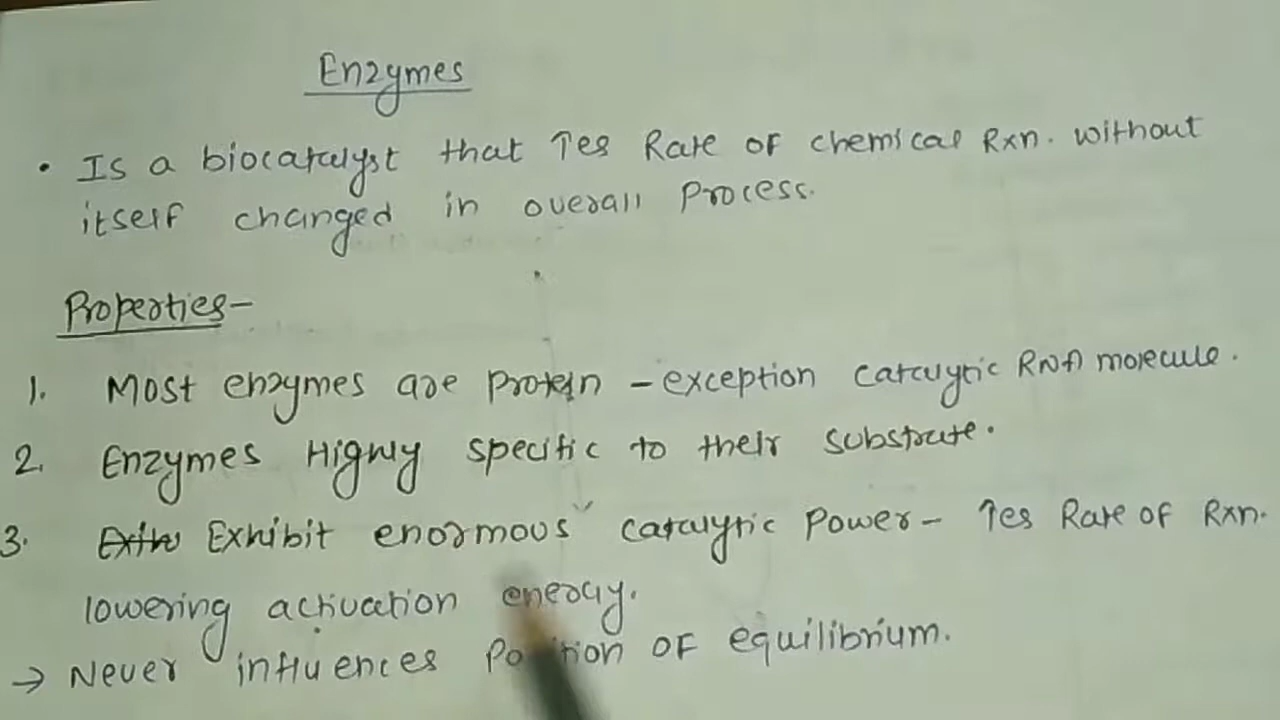 Enzymes
• Is a biocatalyst that ↑es Rate of chemical Rxn. without
itself changed in overall Process.
Properties-
1. Most enzymes are Protein - exception catalytic RNA molecule.
2. Enzymes Highly specific to their substrate.
3. Exhibit enormous catalytic Power - ↑es Rate of Rxn.
lowering activation energy.
→ Never influences Position of equilibrium.